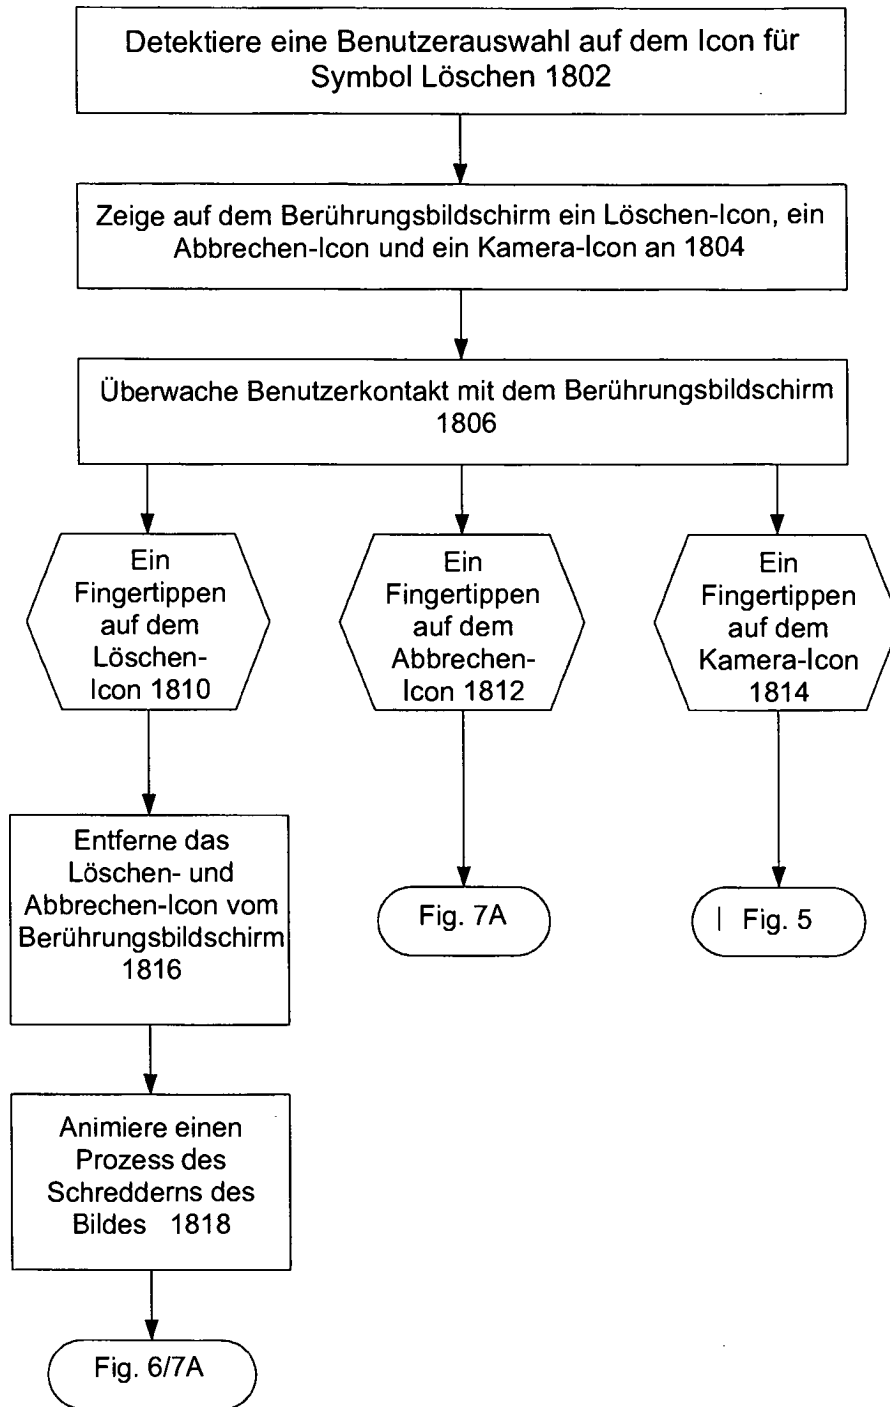 Detektiere eine Benutzerauswahl auf dem Icon für
Symbol Löschen 1802
Zeige auf dem Berührungsbildschirm ein Löschen-Icon, ein
Abbrechen-Icon und ein Kamera-Icon an 1804
Überwache Benutzerkontakt mit dem Berührungsbildschirm
1806
Ein
Fingertippen
auf dem
Löschen-
Icon 1810
Ein
Fingertippen
auf dem
Abbrechen-
Icon 1812
Ein
Fingertippen
auf dem
Kamera-Icon
1814
Entferne das
Löschen- und
Abbrechen-Icon vom
Berührungsbildschirm
1816
Fig. 7A
Fig. 5
Animiere einen
Prozess des
Schredderns des
Bildes 1818
Fig. 6/7A